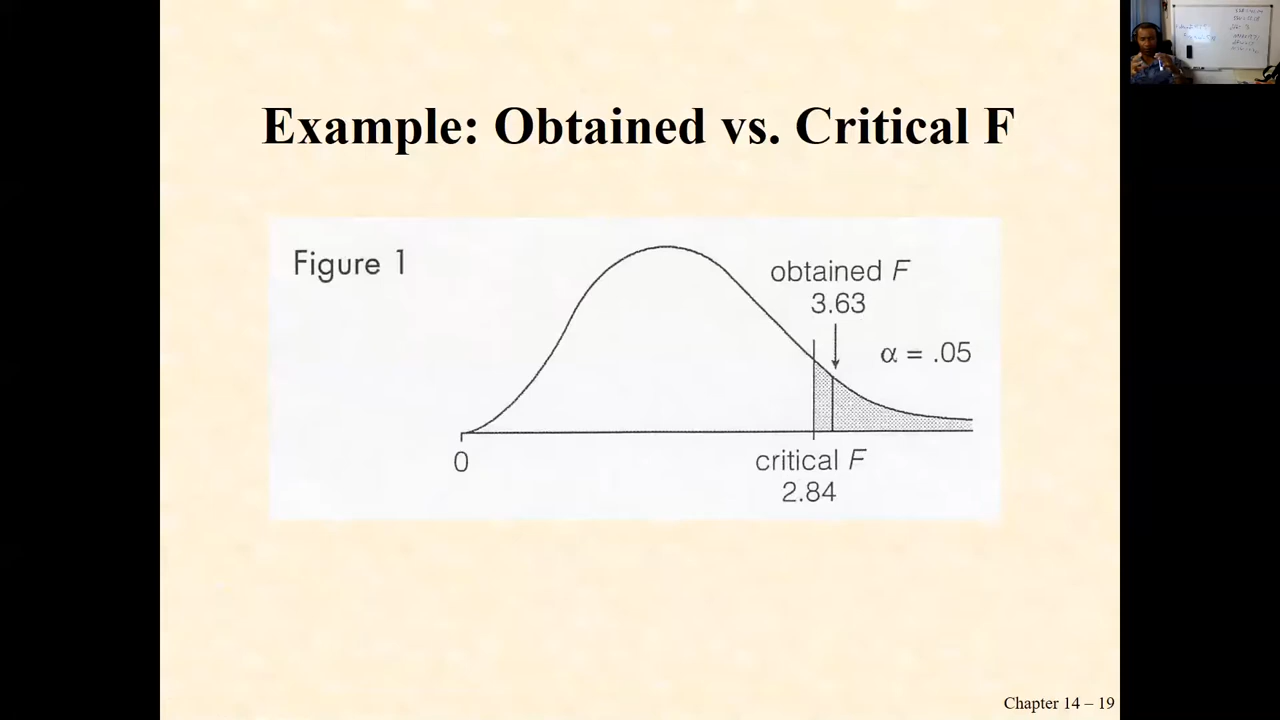 Example: Obtained vs. Critical F
Figure 1
obtained F
3.63
α = .05
0
critical F
2.84
Chapter 14 – 19